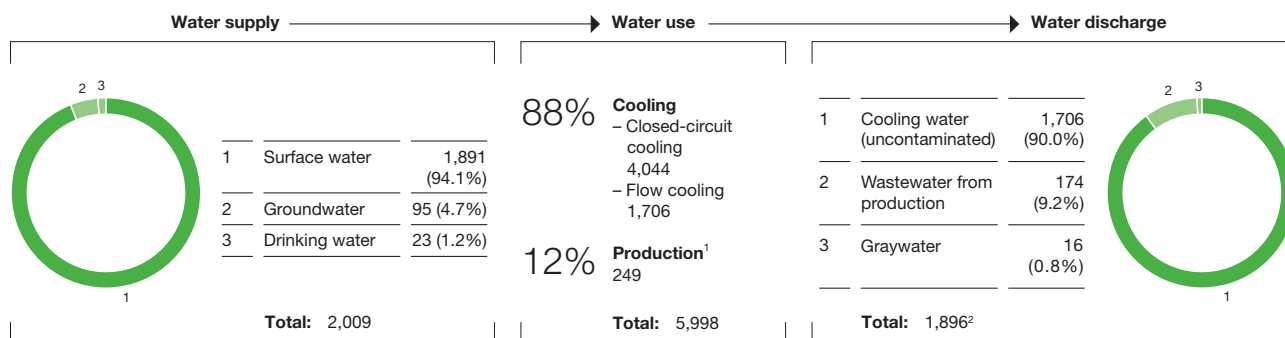 Water supply
Water use
Water discharge
2
3
1
1 Surface water 1,891
(94.1%)
2 Groundwater 95 (4.7%)
3 Drinking water 23 (1.2%)
Total: 2,009
88% Cooling
– Closed-circuit
cooling
4,044
– Flow cooling
1,706
12% Production¹
249
Total: 5,998
1 Cooling water 1,706
(uncontaminated) (90.0%)
2 Wastewater from 174
production (9.2%)
3 Graywater 16
(0.8%)
Total: 1,896²
2
3
1